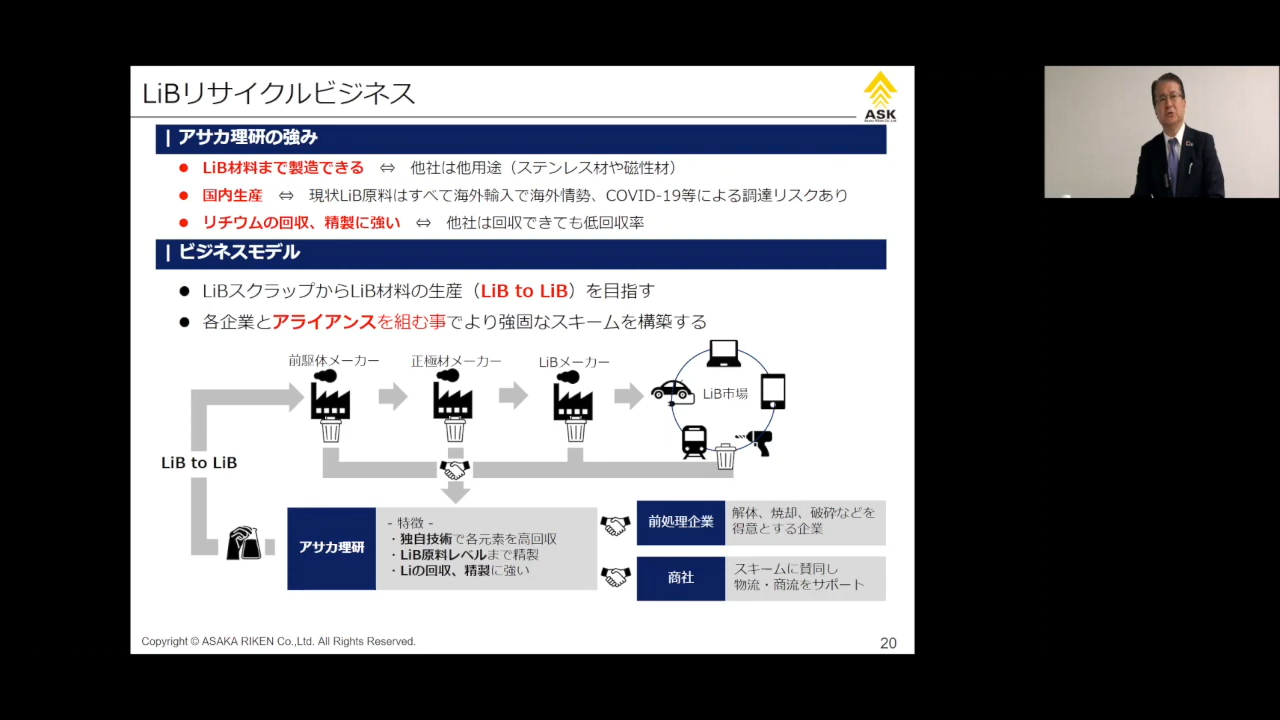 LiBリサイクルビジネス
ASK
Asaka Riken Co.,Ltd.
| アサカ理研の強み
● LiB材料まで製造できる ⇔ 他社は他用途（ステンレス材や磁性材）
● 国内生産 ⇔ 現状LiB原料はすべて海外輸入で海外情勢、COVID-19等による調達リスクあり
● リチウムの回収、精製に強い ⇔ 他社は回収できても低回収率
| ビジネスモデル
● LiBスクラップからLiB材料の生産（LiB to LiB）を目指す
● 各企業とアライアンスを組む事でより強固なスキームを構築する
前駆体メーカー
正極材メーカー
LiBメーカー
LiB市場
LiB to LiB
アサカ理研
- 特徴 -
・独自技術で各元素を高回収
・LiB原料レベルまで精製
・Liの回収、精製に強い
前処理企業
解体、焼却、破砕などを
得意とする企業
商社
スキームに賛同し
物流・商流をサポート
Copyright © ASAKA RIKEN Co.,Ltd. All Rights Reserved.
20